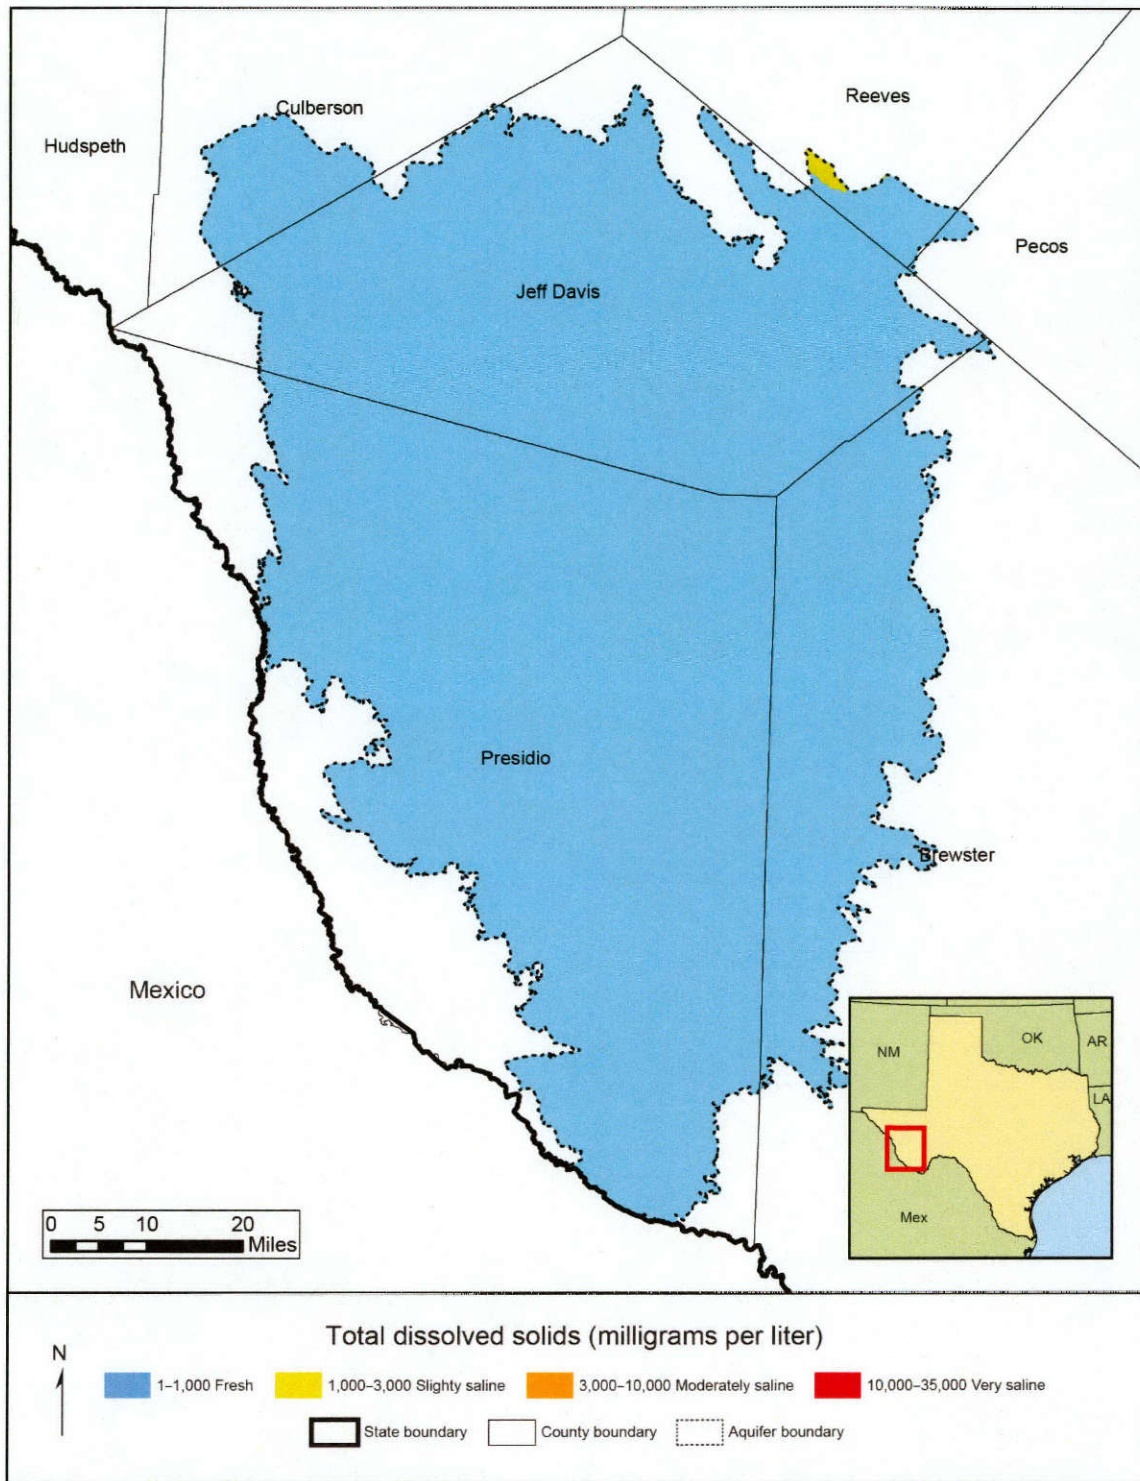 Culberson
Reeves
Hudspeth
Pecos
Jeff Davis
Presidio
Brewster
Mexico
NM
OK
AR
LA
Mex
0 5 10 20
Miles
Total dissolved solids (milligrams per liter)
N
1–1,000 Fresh
1,000–3,000 Slighty saline
3,000–10,000 Moderately saline
10,000–35,000 Very saline
State boundary
County boundary
Aquifer boundary